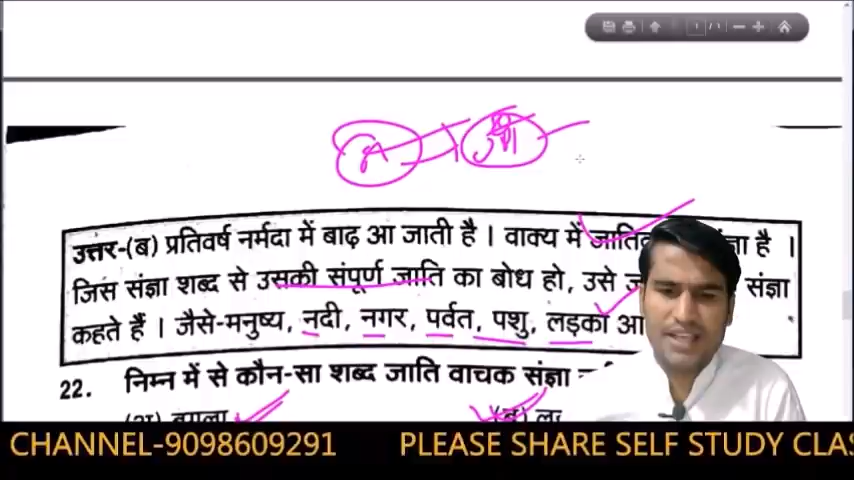 उत्तर-(ब) प्रतिवर्ष नर्मदा में बाढ़ आ जाती है । वाक्य में है ।
जिस संज्ञा शब्द से उसकी संपूर्ण जाति का बोध हो, उसे संज्ञा
कहते हैं । जैसे-मनुष्य, नदी, नगर, पर्वत, पशु, लड़का
22. निम्न में से कौन-सा शब्द जाति वाचक संज्ञा
CHANNEL-9098609291 PLEASE SHARE SELF STUDY CLAS